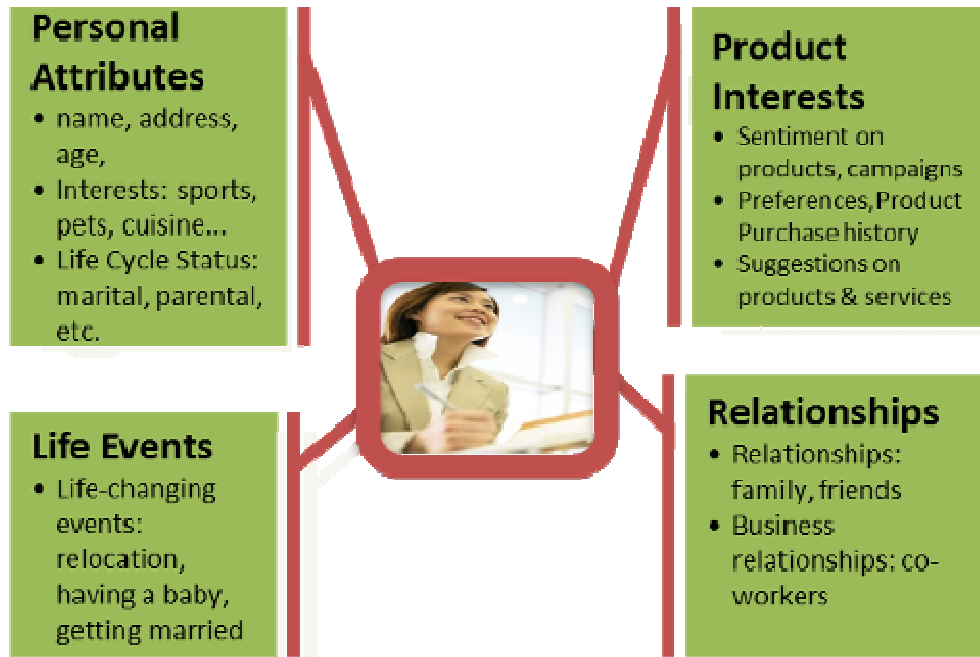 Personal
Attributes
• name, address,
age,
• Interests: sports,
pets, cuisine...
• Life Cycle Status:
marital, parental,
etc.
Product
Interests
• Sentiment on
products, campaigns
• Preferences, Product
Purchase history
• Suggestions on
products & services
Life Events
• Life-changing
events:
relocation,
having a baby,
getting married
Relationships
• Relationships:
family, friends
• Business
relationships: co-
workers